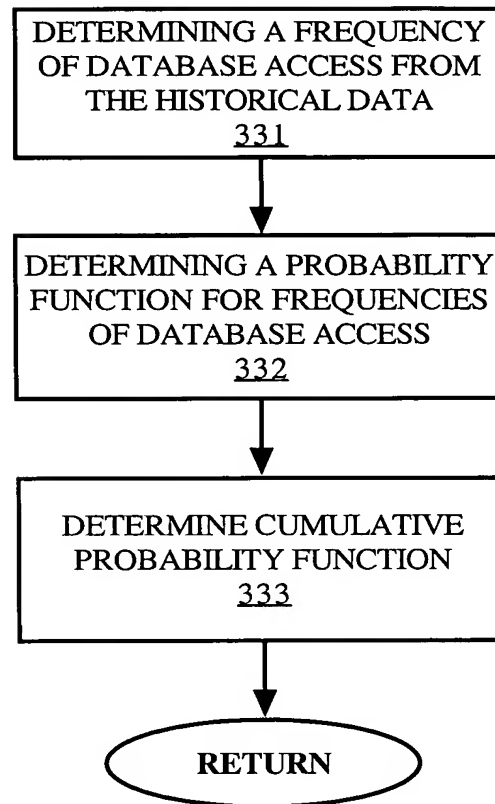 DETERMINING A FREQUENCY
OF DATABASE ACCESS FROM
THE HISTORICAL DATA
331
DETERMINING A PROBABILITY
FUNCTION FOR FREQUENCIES
OF DATABASE ACCESS
332
DETERMINE CUMULATIVE
PROBABILITY FUNCTION
333
RETURN